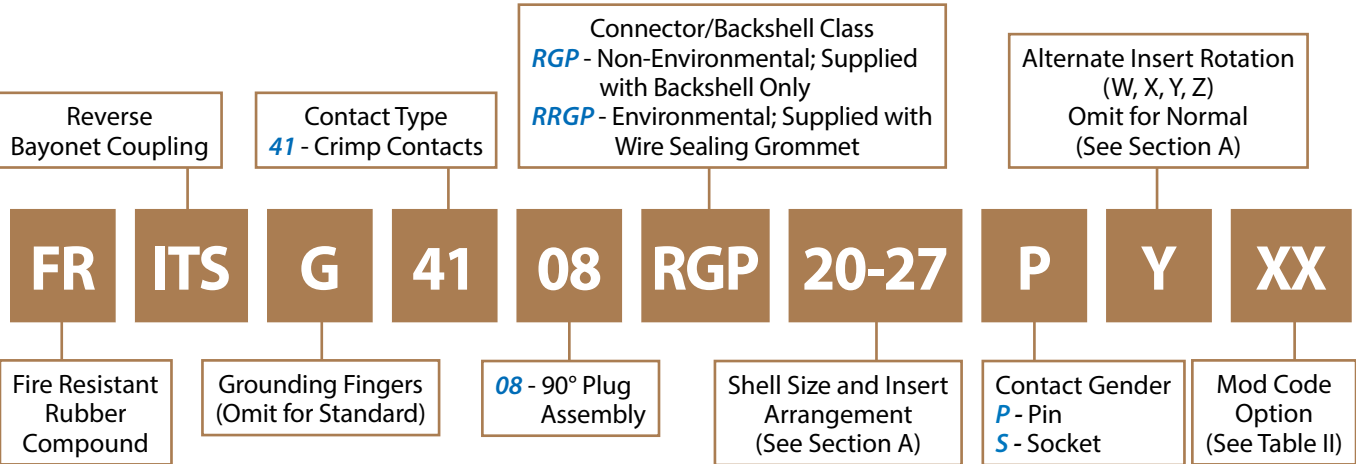 Connector/Backshell Class
RGP - Non-Environmental; Supplied
with Backshell Only
RRGP - Environmental; Supplied with
Wire Sealing Grommet
Alternate Insert Rotation
(W, X, Y, Z)
Omit for Normal
(See Section A)
Reverse
Bayonet Coupling
Contact Type
41 - Crimp Contacts
FR ITS G 41 08 RGP 20-27 P Y XX
Fire Resistant
Rubber
Compound
Grounding Fingers
(Omit for Standard)
08 - 90° Plug
Assembly
Shell Size and Insert
Arrangement
(See Section A)
Contact Gender
P - Pin
S - Socket
Mod Code
Option
(See Table II)